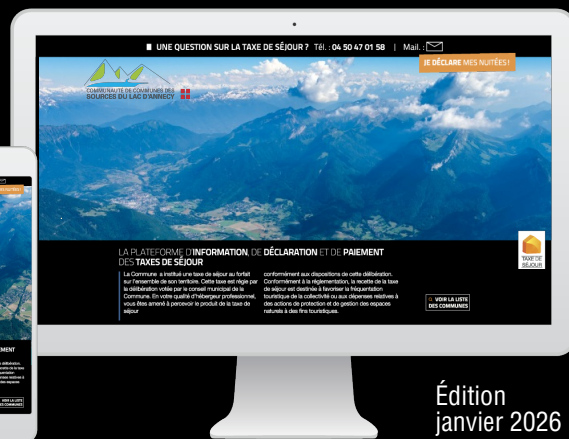 UNE QUESTION SUR LA TAXE DE SÉJOUR ? Tél. : 04 50 47 01 58 | Mail. :
JE DÉCLARE MES NUITÉES !
COMMUNAUTÉ DE COMMUNES DES
SOURCES DU LAC D'ANNECY
LA PLATEFORME D'INFORMATION, DE DÉCLARATION ET DE PAIEMENT
DES TAXES DE SÉJOUR
La Commune a institué une taxe de séjour au forfait
sur l'ensemble de son territoire. Cette taxe est régie par
la délibération votée par le conseil municipal de la
Commune. En votre qualité d'hébergeur professionnel,
vous êtes amené à percevoir le produit de la taxe de
séjour
conformément aux dispositions de cette délibération.
Conformément à la réglementation, la recette de la taxe
de séjour est destinée à favoriser la fréquentation
touristique de la collectivité ou aux dépenses relatives à
des actions de protection et de gestion des espaces
naturels à des fins touristiques.
TAXE DE
SÉJOUR
VOIR LA LISTE
DES COMMUNES
VOIR LA LISTE
DES COMMUNES
Édition
janvier 2026